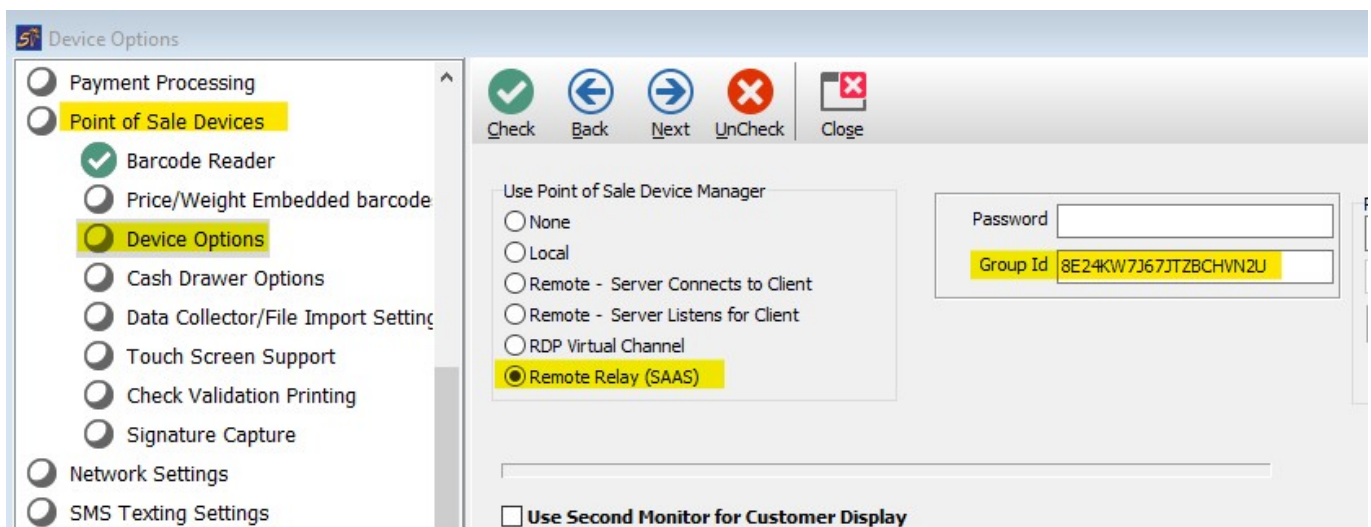 Device Options
Payment Processing
Point of Sale Devices
Barcode Reader
Price/Weight Embedded barcode
Device Options
Cash Drawer Options
Data Collector/File Import Setting
Touch Screen Support
Check Validation Printing
Signature Capture
Network Settings
SMS Texting Settings
Check Back Next UnCheck Close
Use Point of Sale Device Manager
None
Local
Remote - Server Connects to Client
Remote - Server Listens for Client
RDP Virtual Channel
Remote Relay (SAAS)
Password
Group Id 8E24KW7J67JTZBCHVN2U
Use Second Monitor for Customer Display